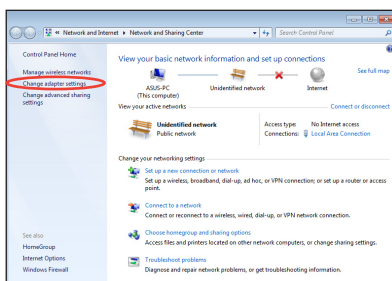 « Network and Internet ▸ Network and Sharing Center
Search Control Panel
Control Panel Home
Manage wireless networks
Change adapter settings
Change advanced sharing
settings
View your basic network information and set up connections
See full map
ASUS-PC
(This computer)
Unidentified network
Internet
View your active networks
Connect or disconnect
Unidentified network
Public network
Access type: No Internet access
Connections: Local Area Connection
Change your networking settings
Set up a new connection or network
Set up a wireless, broadband, dial-up, ad hoc, or VPN connection; or set up a router or access
point.
Connect to a network
Connect or reconnect to a wireless, wired, dial-up, or VPN network connection.
Choose homegroup and sharing options
Access files and printers located on other network computers, or change sharing settings.
Troubleshoot problems
Diagnose and repair network problems, or get troubleshooting information.
See also
HomeGroup
Internet Options
Windows Firewall